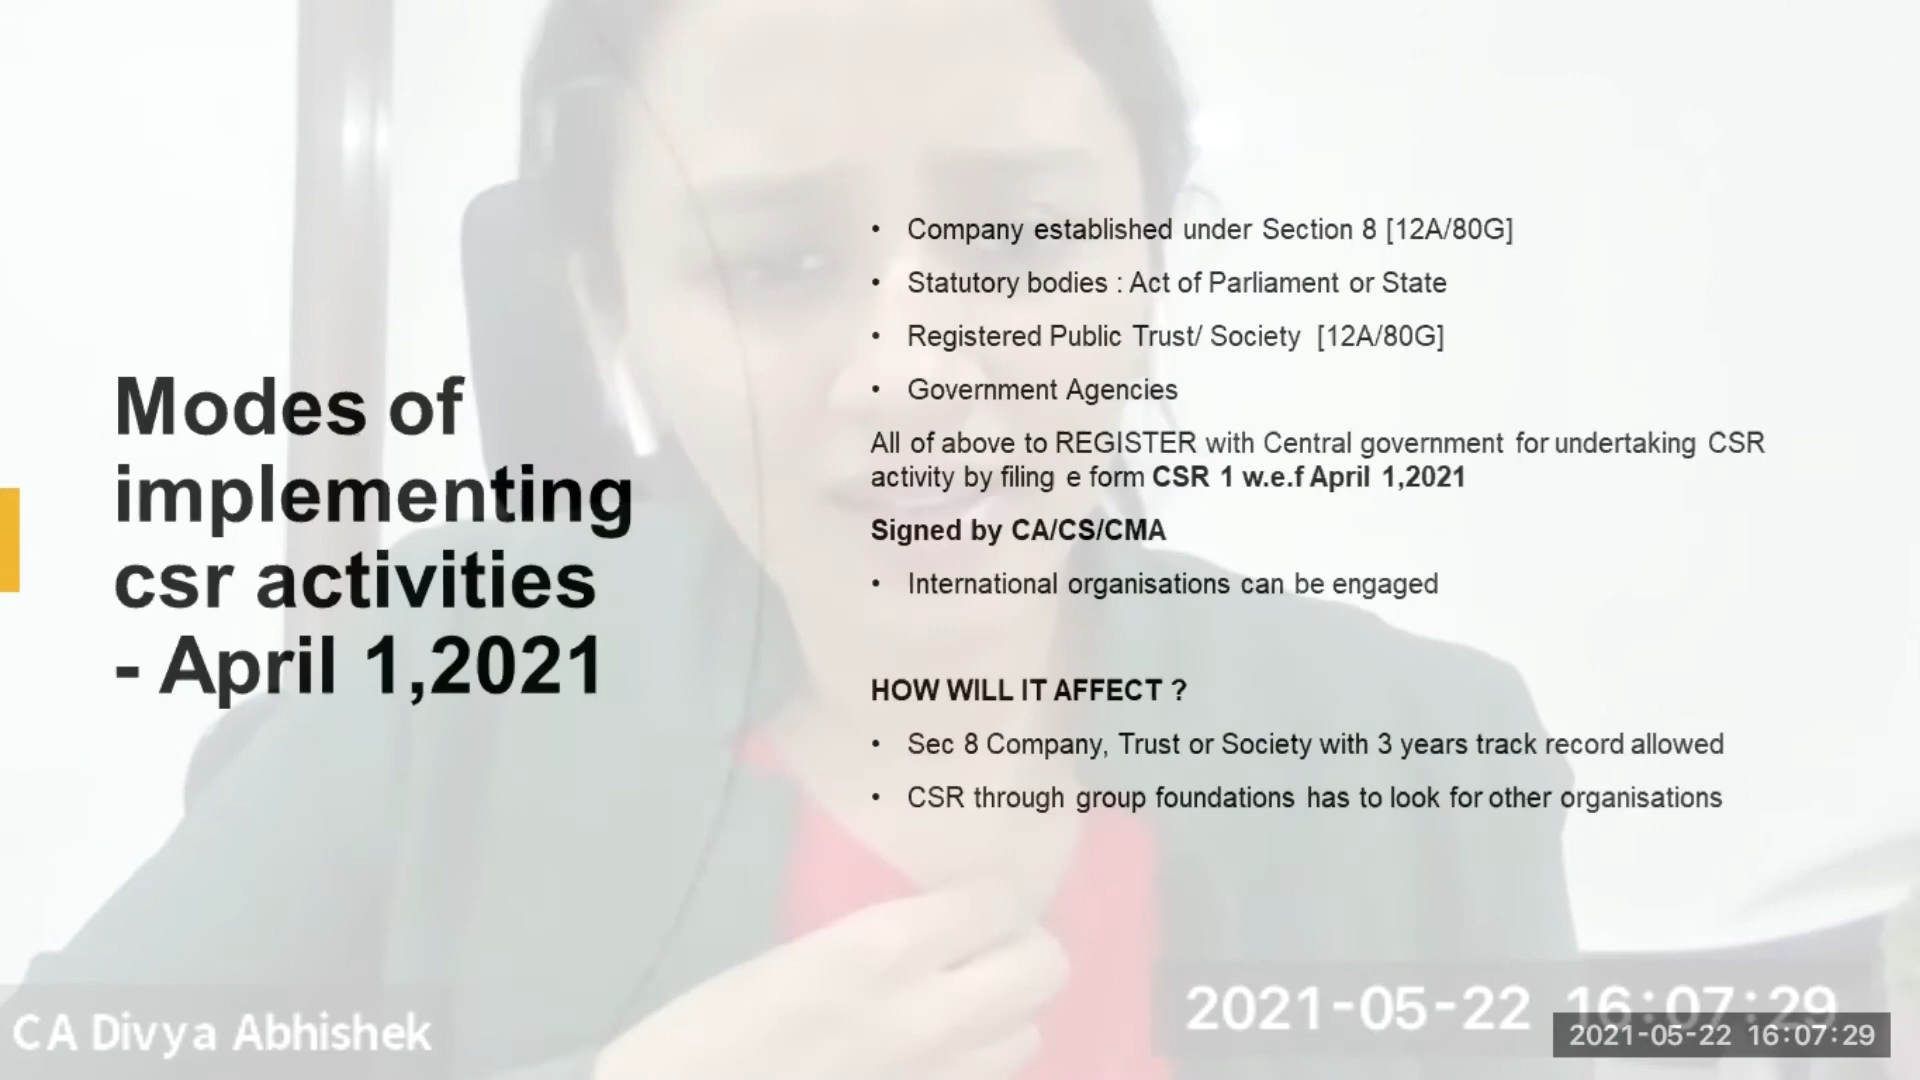 Modes of
implementing
csr activities
- April 1,2021
• Company established under Section 8 [12A/80G]
• Statutory bodies : Act of Parliament or State
• Registered Public Trust/ Society [12A/80G]
• Government Agencies
All of above to REGISTER with Central government for undertaking CSR
activity by filing e form CSR 1 w.e.f April 1,2021
Signed by CA/CS/CMA
• International organisations can be engaged
HOW WILL IT AFFECT ?
• Sec 8 Company, Trust or Society with 3 years track record allowed
• CSR through group foundations has to look for other organisations
CA Divya Abhishek
2021-05-22 16:07:29
2021-05-22 16:07:29